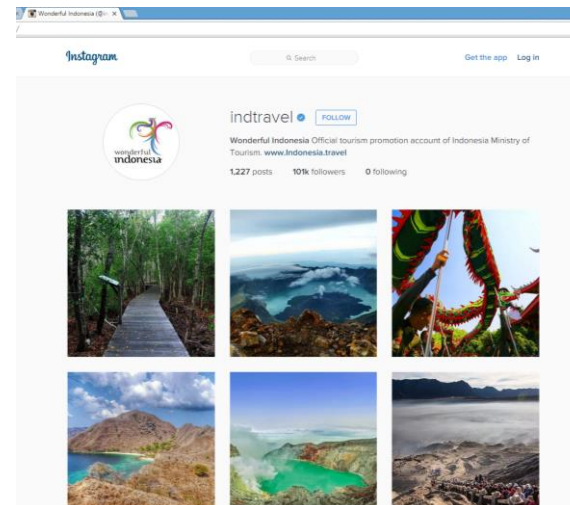 Wonderful Indonesia (@in
Instagram
Search
Get the app Log in
wonderful
indonesia
indtravel FOLLOW
Wonderful Indonesia Official tourism promotion account of Indonesia Ministry of
Tourism. www.Indonesia.travel
1,227 posts 101k followers 0 following